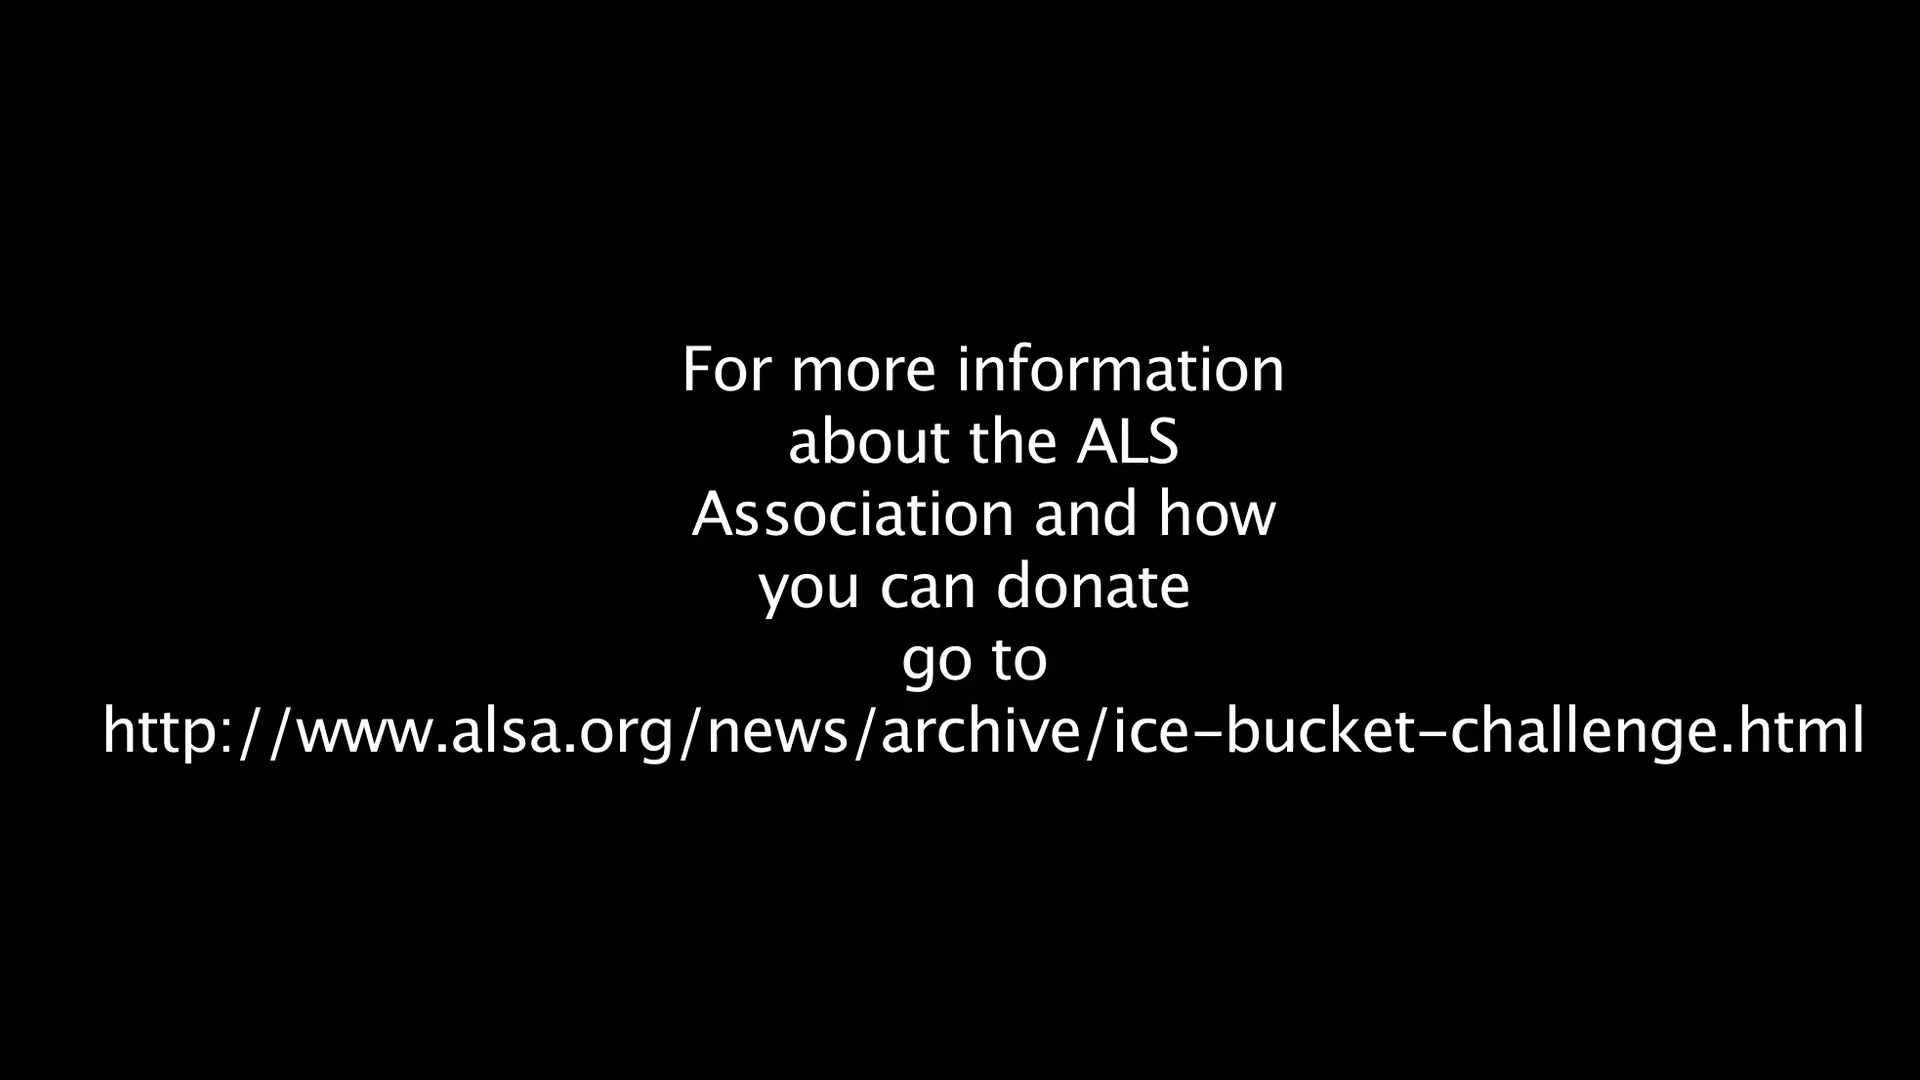 For more information
about the ALS
Association and how
you can donate
go to
http://www.alsa.org/news/archive/ice-bucket-challenge.html